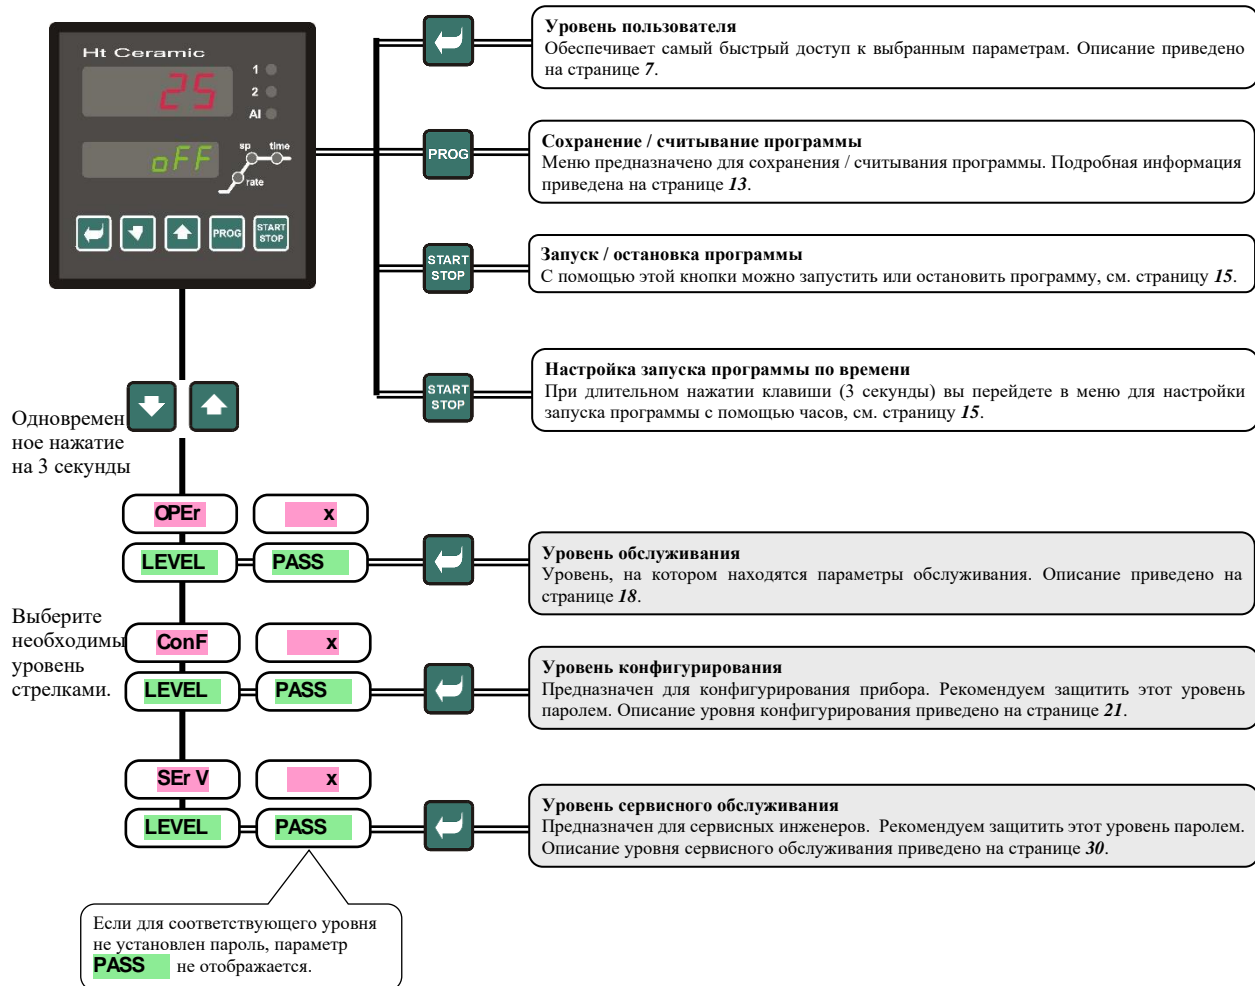 Ht Ceramic
25
1
2
AI
oFF
sp
time
rate
PROG
START
STOP
Уровень пользователя
Обеспечивает самый быстрый доступ к выбранным параметрам. Описание приведено
на странице 7.
PROG
Сохранение / считывание программы
Меню предназначено для сохранения / считывания программы. Подробная информация
приведена на странице 13.
START
STOP
Запуск / остановка программы
С помощью этой кнопки можно запустить или остановить программу, см. страницу 15.
START
STOP
Настройка запуска программы по времени
При длительном нажатии клавиши (3 секунды) вы перейдете в меню для настройки
запуска программы с помощью часов, см. страницу 15.
Одновремен
ное нажатие
на 3 секунды
OPEr x
LEVEL PASS
Уровень обслуживания
Уровень, на котором находятся параметры обслуживания. Описание приведено на
странице 18.
Выберите
необходимы
уровень
стрелками.
ConF x
LEVEL PASS
Уровень конфигурирования
Предназначен для конфигурирования прибора. Рекомендуем защитить этот уровень
паролем. Описание уровня конфигурирования приведено на странице 21.
SEr V x
LEVEL PASS
Уровень сервисного обслуживания
Предназначен для сервисных инженеров. Рекомендуем защитить этот уровень паролем.
Описание уровня сервисного обслуживания приведено на странице 30.
Если для соответствующего уровня
не установлен пароль, параметр
PASS не отображается.